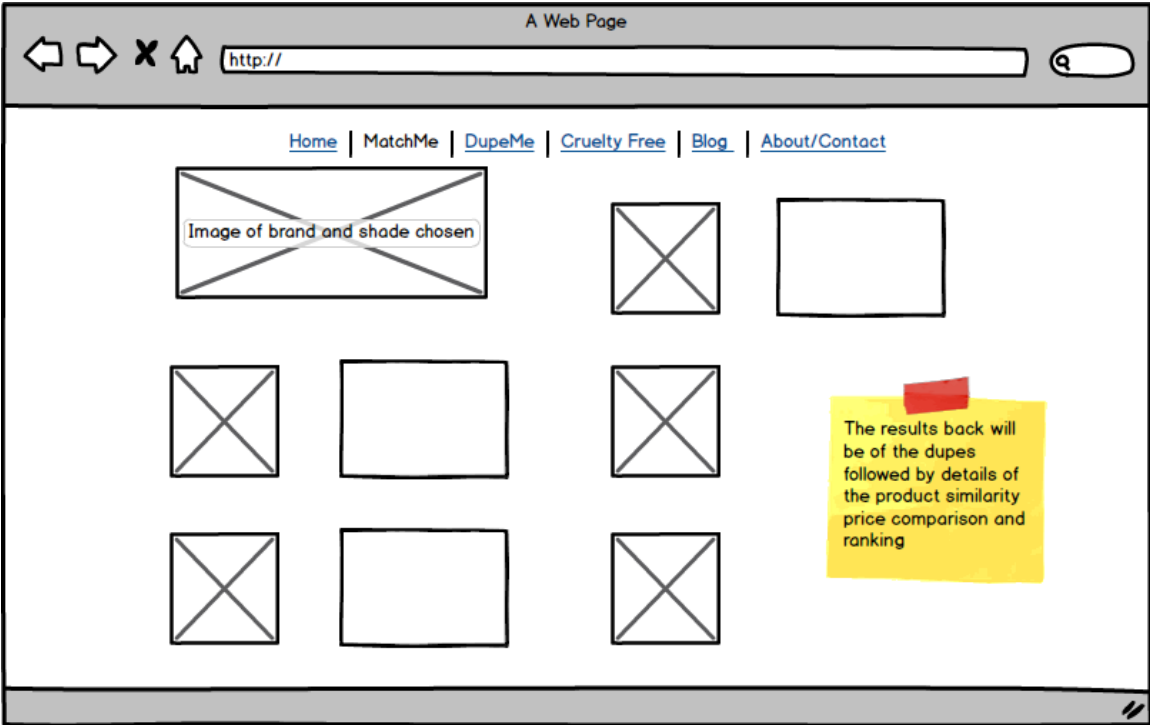 A Web Page
http://
Home | MatchMe | DupeMe | Cruelty Free | Blog | About/Contact
Image of brand and shade chosen
The results back will
be of the dupes
followed by details of
the product similarity
price comparison and
ranking